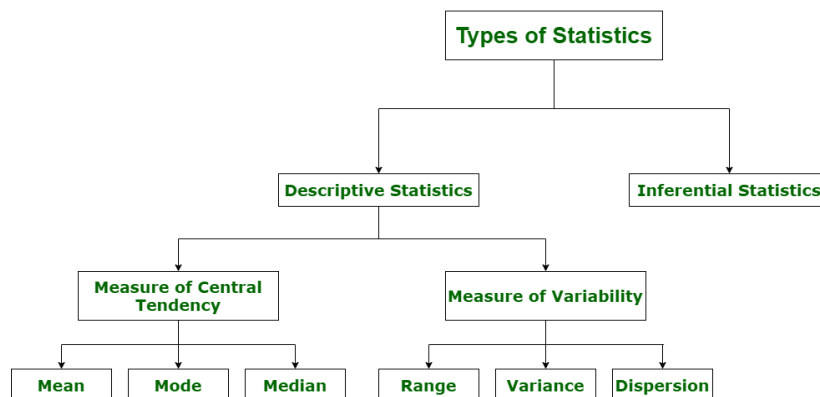 Types of Statistics
Descriptive Statistics
Inferential Statistics
Measure of Central
Tendency
Measure of Variability
Mean
Mode
Median
Range
Variance
Dispersion